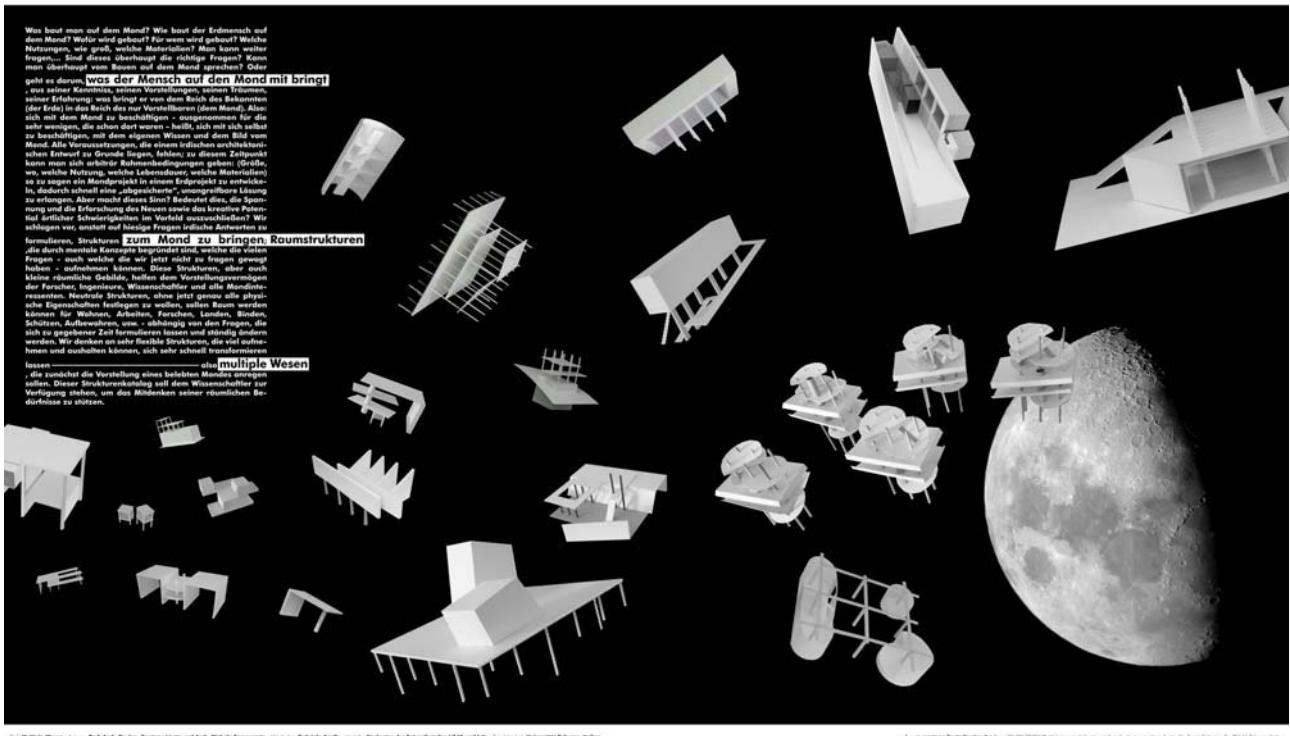 Was baut man auf dem Mond? Wie baut der Erdmensch auf
dem Mond? Wofür wird gebaut? Für wem wird gebaut? Welche
Nutzungen, wie groß, welche Materialien? Man kann weiter
fragen,... Sind dieses überhaupt die richtige Fragen? Kann
man überhaupt vom Bauen auf dem Mond sprechen? Oder
geht es darum, was der Mensch auf den Mond mit bringt
, aus seiner Kenntniss, seinen Vorstellungen, seinen Träumen,
seiner Erfahrung: was bringt er von dem Reich des Bekannten
(der Erde) in das Reich des nur Vorstellbaren (dem Mond). Also:
sich mit dem Mond zu beschäftigen - ausgenommen für die
sehr wenigen, die schon dort waren - heißt, sich mit sich selbst
zu beschäftigen, mit dem eigenen Wissen und dem Bild vom
Mond. Alle Voraussetzungen, die einem irdischen architektoni-
schen Entwurf zu Grunde liegen, fehlen; zu diesem Zeitpunkt
kann man sich arbiträr Rahmenbedingungen geben: (Größe,
wo, welche Nutzung, welche Lebensdauer, welche Materialien)
so zu sagen ein Mondprojekt in einem Erdprojekt zu entwicke-
ln, dadurch schnell eine „abgesicherte“, unangreifbare Lösung
zu erlangen. Aber macht dieses Sinn? Bedeutet dies, die Span-
nung und die Erforschung des Neuen sowie das kreative Poten-
tial örtlicher Schwierigkeiten im Vorfeld auszuschließen? Wir
schlagen vor, anstatt auf hiesige Fragen irdische Antworten zu
formulieren, Strukturen zum Mond zu bringen; Raumstrukturen
,die durch mentale Konzepte begründet sind, welche die vielen
Fragen - auch welche die wir jetzt nicht zu fragen gewagt
haben - aufnehmen können. Diese Strukturen, aber auch
kleine räumliche Gebilde, helfen dem Vorstellungsvermögen
der Forscher, Ingenieure, Wissenschaftler und alle Mondinte-
ressenten. Neutrale Strukturen, ohne jetzt genau alle physi-
sche Eigenschaften festlegen zu wollen, sollen Raum werden
können für Wohnen, Arbeiten, Forschen, Landen, Binden,
Schützen, Aufbewahren, usw. - abhängig von den Fragen, die
sich zu gegebener Zeit formulieren lassen und ständig ändern
werden. Wir denken an sehr flexible Strukturen, die viel aufne-
hmen und aushalten können, sich sehr schnell transformieren
lassen ——— also multiple Wesen
, die zunächst die Vorstellung eines belebten Mondes anregen
sollen. Dieser Strukturenkatalog soll dem Wissenschaftler zur
Verfügung stehen, um das Mitdenken seiner räumlichen Be-
dürfnisse zu stützen.